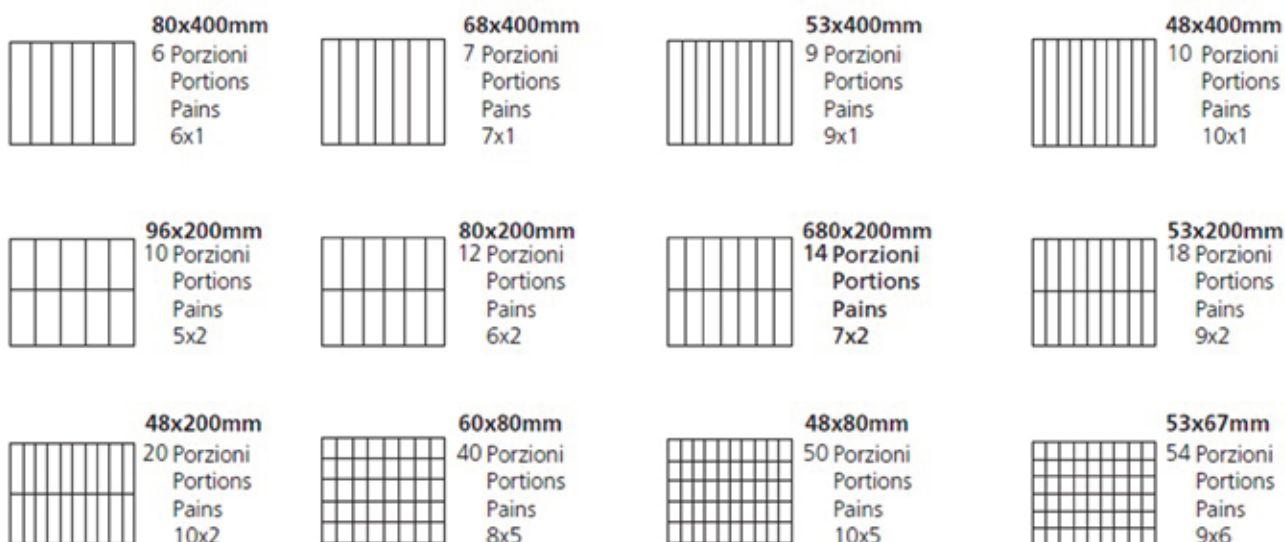 80x400mm
6 Porzioni
Portions
Pains
6x1
68x400mm
7 Porzioni
Portions
Pains
7x1
53x400mm
9 Porzioni
Portions
Pains
9x1
48x400mm
10 Porzioni
Portions
Pains
10x1
96x200mm
10 Porzioni
Portions
Pains
5x2
80x200mm
12 Porzioni
Portions
Pains
6x2
680x200mm
14 Porzioni
Portions
Pains
7x2
53x200mm
18 Porzioni
Portions
Pains
9x2
48x200mm
20 Porzioni
Portions
Pains
10x2
60x80mm
40 Porzioni
Portions
Pains
8x5
48x80mm
50 Porzioni
Portions
Pains
10x5
53x67mm
54 Porzioni
Portions
Pains
9x6